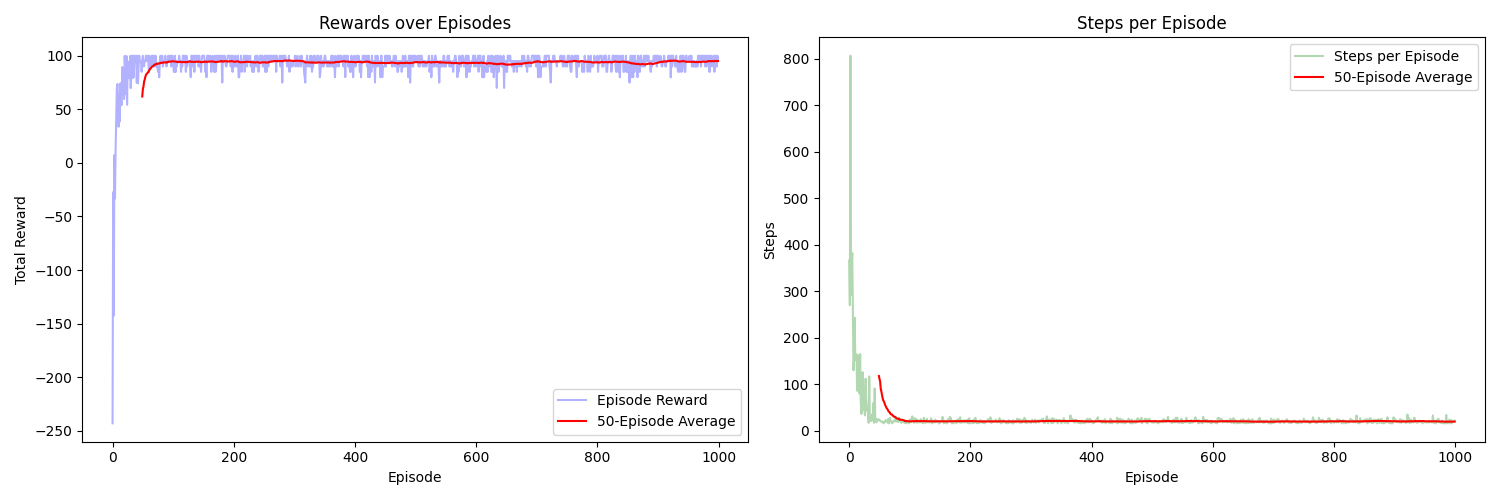 Rewards over Episodes
Total Reward
100
50
0
−50
−100
−150
−200
−250
0
200
400
600
800
1000
Episode
Episode Reward
50-Episode Average
Steps per Episode
Steps
800
700
600
500
400
300
200
100
0
0
200
400
600
800
1000
Episode
Steps per Episode
50-Episode Average